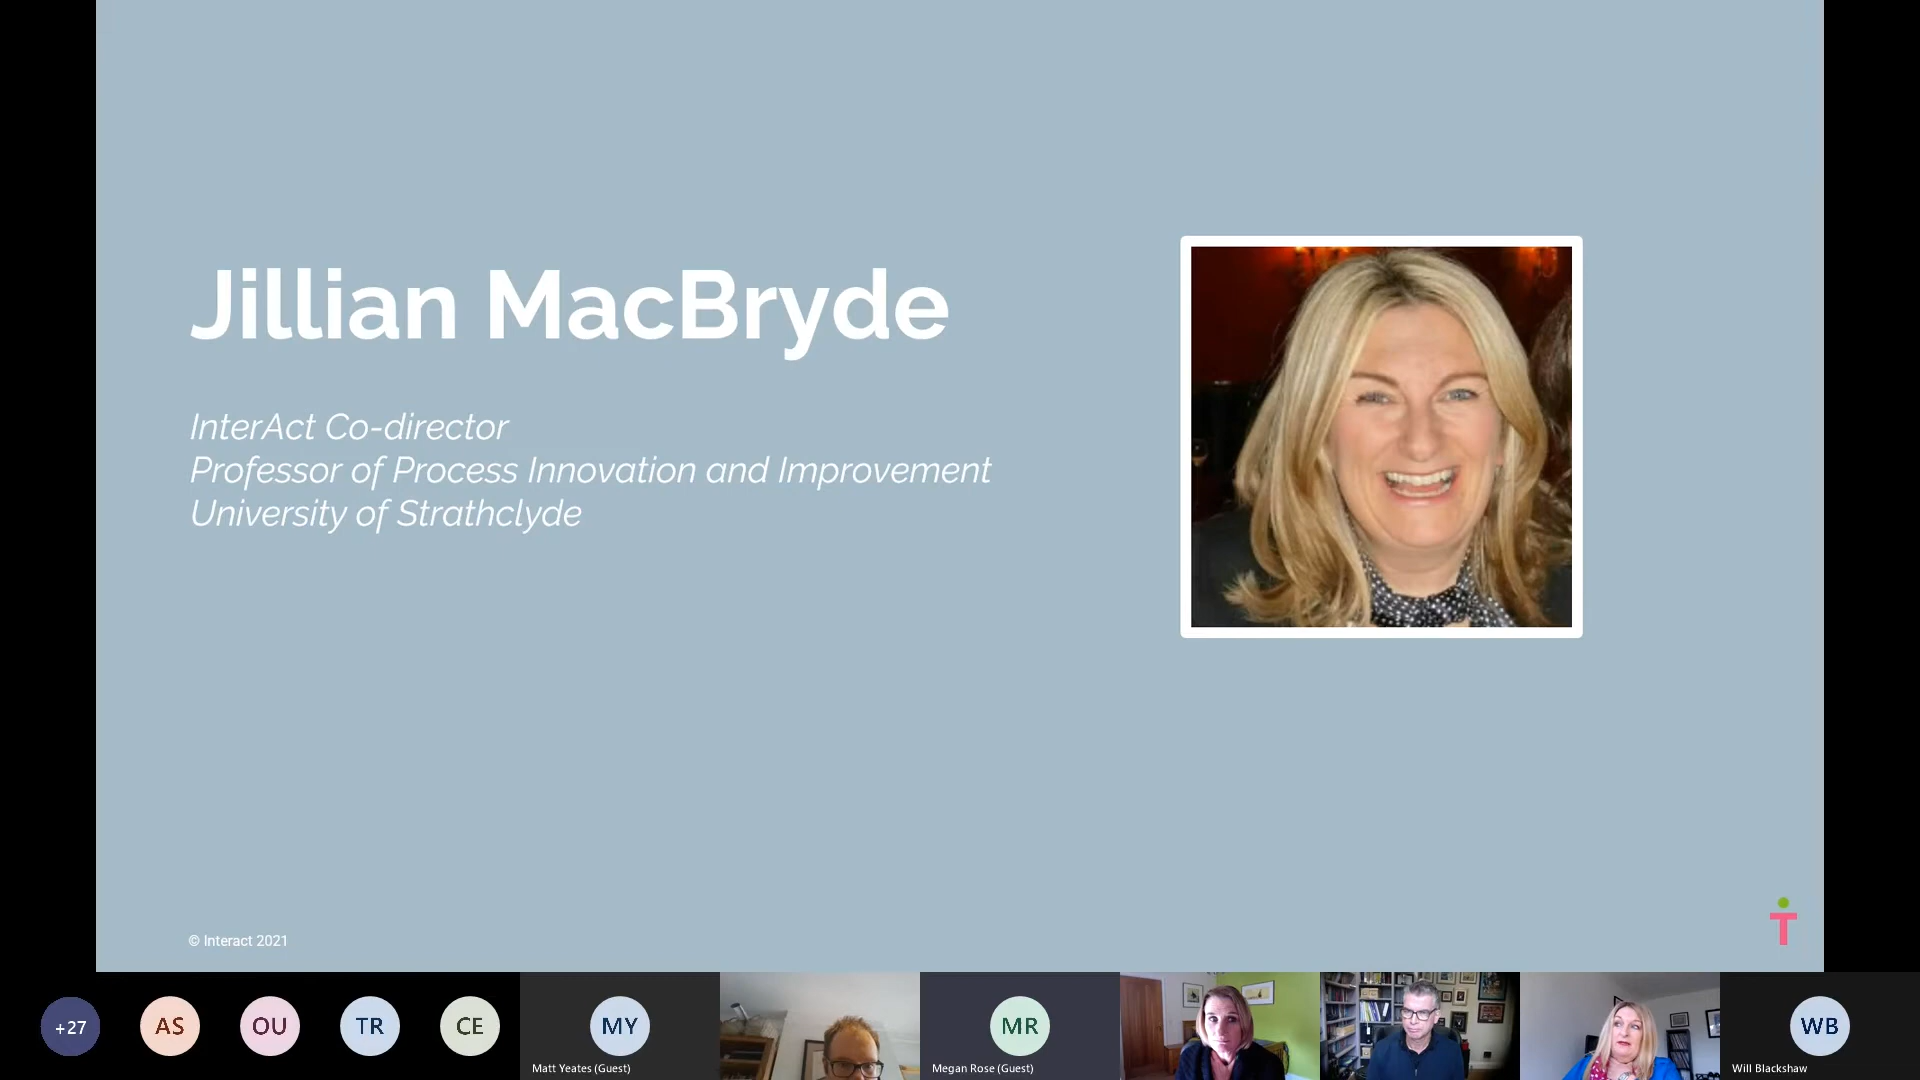 Jillian MacBryde
InterAct Co-director
Professor of Process Innovation and Improvement
University of Strathclyde
© Interact 2021
+27
AS
OU
TR
CE
MY
Matt Yeates (Guest)
MR
Megan Rose (Guest)
WB
Will Blackshaw